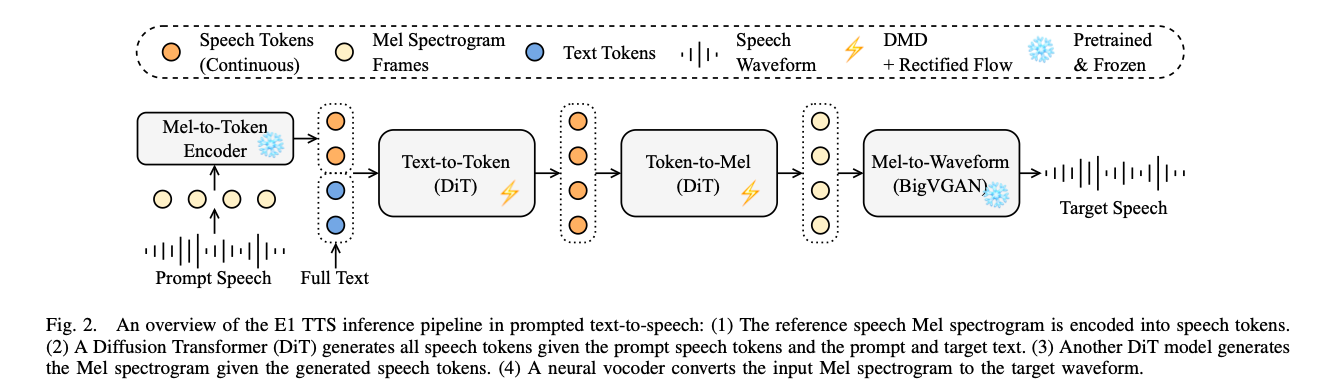 Speech Tokens
(Continuous)
Mel Spectrogram
Frames
Text Tokens
Speech
Waveform
DMD
+ Rectified Flow
Pretrained
& Frozen
Mel-to-Token
Encoder
Prompt Speech
Full Text
Text-to-Token
(DiT)
Token-to-Mel
(DiT)
Mel-to-Waveform
(BigVGAN)
Target Speech
Fig. 2. An overview of the E1 TTS inference pipeline in prompted text-to-speech: (1) The reference speech Mel spectrogram is encoded into speech tokens.
(2) A Diffusion Transformer (DiT) generates all speech tokens given the prompt speech tokens and the prompt and target text. (3) Another DiT model generates
the Mel spectrogram given the generated speech tokens. (4) A neural vocoder converts the input Mel spectrogram to the target waveform.